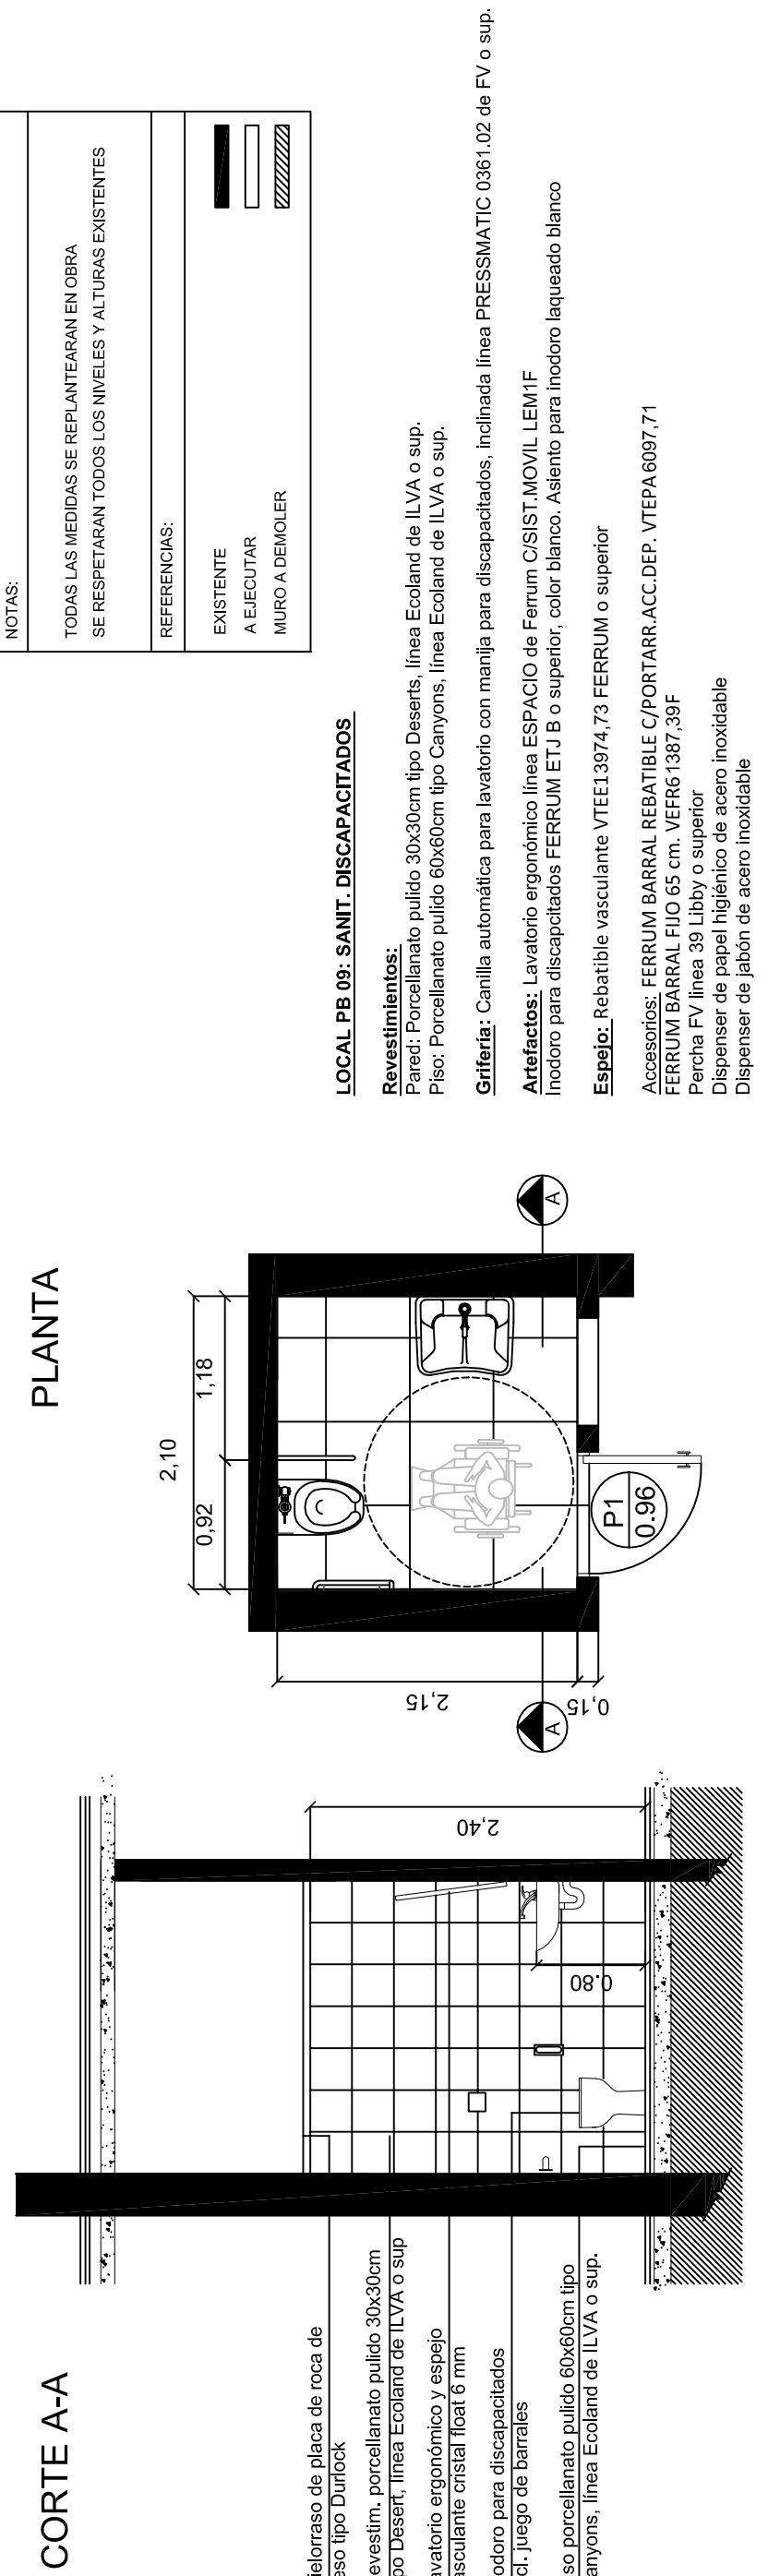 NOTAS:
TODAS LAS MEDIDAS SE REPLANTEARAN EN OBRA
SE RESPETARAN TODOS LOS NIVELES Y ALTURAS EXISTENTES
REFERENCIAS:
EXISTENTE
A EJECUTAR
MURO A DEMOLER
LOCAL PB 09: SANIT. DISCAPACITADOS
Revestimientos:
Pared: Porcellanato pulido 30x30cm tipo Deserts, línea Ecoland de ILVA o sup.
Piso: Porcellanato pulido 60x60cm tipo Canyons, línea Ecoland de ILVA o sup.
Grifería: Canilla automática para lavatorio con manija para discapacitados, inclinada línea PRESSMATIC 0361.02 de FV o sup.
Artefactos: Lavatorio ergonómico línea ESPACIO de Ferrum C/SIST.MOVIL LEM1F
Inodoro para discapcitados FERRUM ETJ B o superior, color blanco. Asiento para inodoro laqueado blanco
Espejo: Rebatible vasculante VTEE13974,73 FERRUM o superior
Accesorios: FERRUM BARRAL REBATIBLE C/PORTARR.ACC.DEP. VTEPA 6097,71
FERRUM BARRAL FIJO 65 cm. VEFR61387,39F
Percha FV línea 39 Libby o superior
Dispenser de papel higiénico de acero inoxidable
Dispenser de jabón de acero inoxidable
PLANTA
2,10
0,92
1,18
2,15
0,15
A
A
P1
0.96
CORTE A-A
2,40
0.80
ielorraso de placa de roca de
eso tipo Durlock
evestim. porcellanato pulido 30x30cm
po Desert, línea Ecoland de ILVA o sup
avatorio ergonómico y espejo
asculante cristal float 6 mm
odoro para discapacitados
cl. juego de barrales
so porcellanato pulido 60x60cm tipo
anyons, línea Ecoland de ILVA o sup.